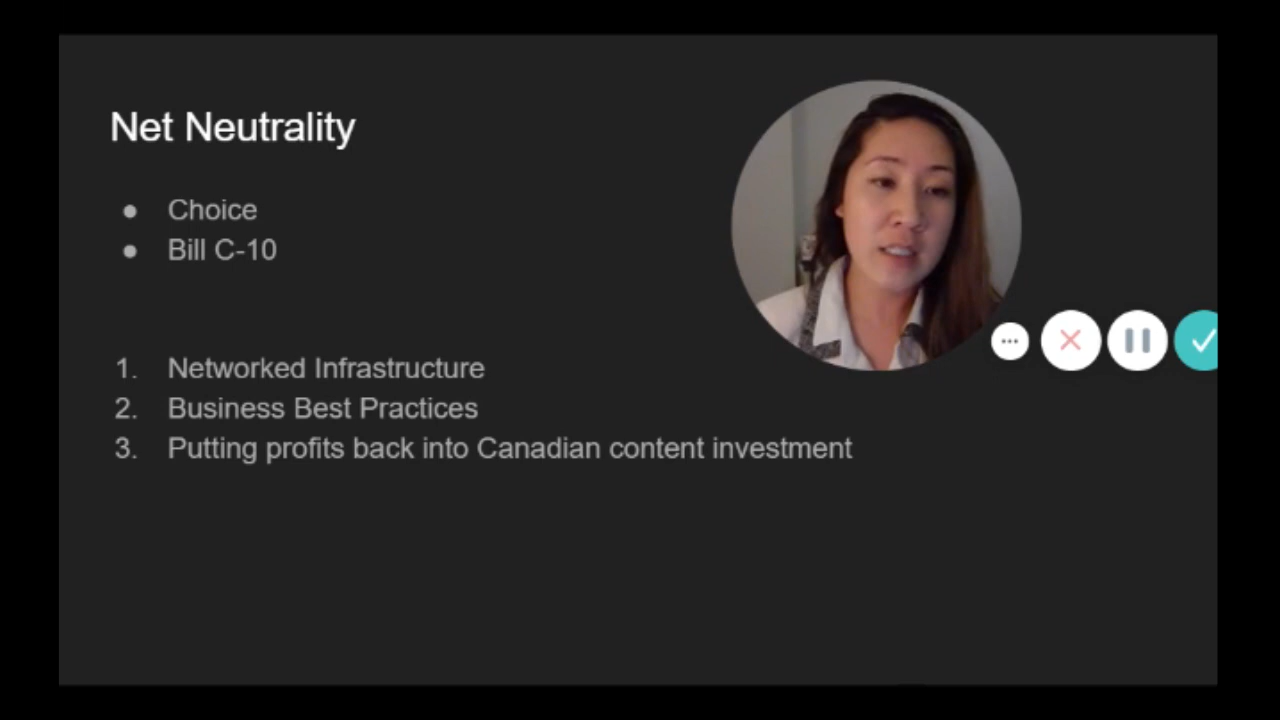 Net Neutrality
● Choice
● Bill C-10
1. Networked Infrastructure
2. Business Best Practices
3. Putting profits back into Canadian content investment